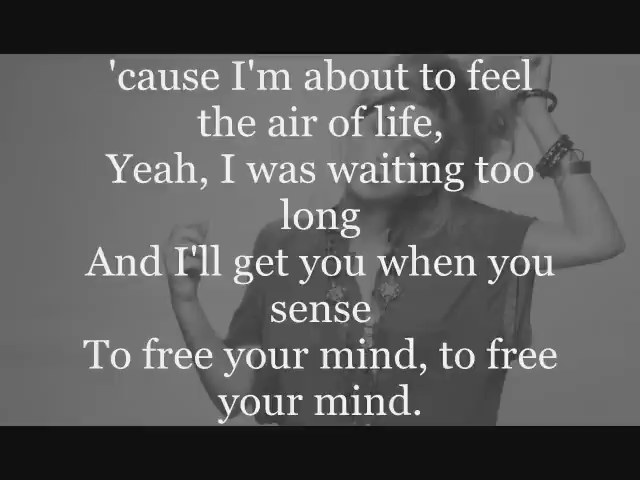 'cause I'm about to feel
the air of life,
Yeah, I was waiting too
long
And I'll get you when you
sense
To free your mind, to free
your mind.